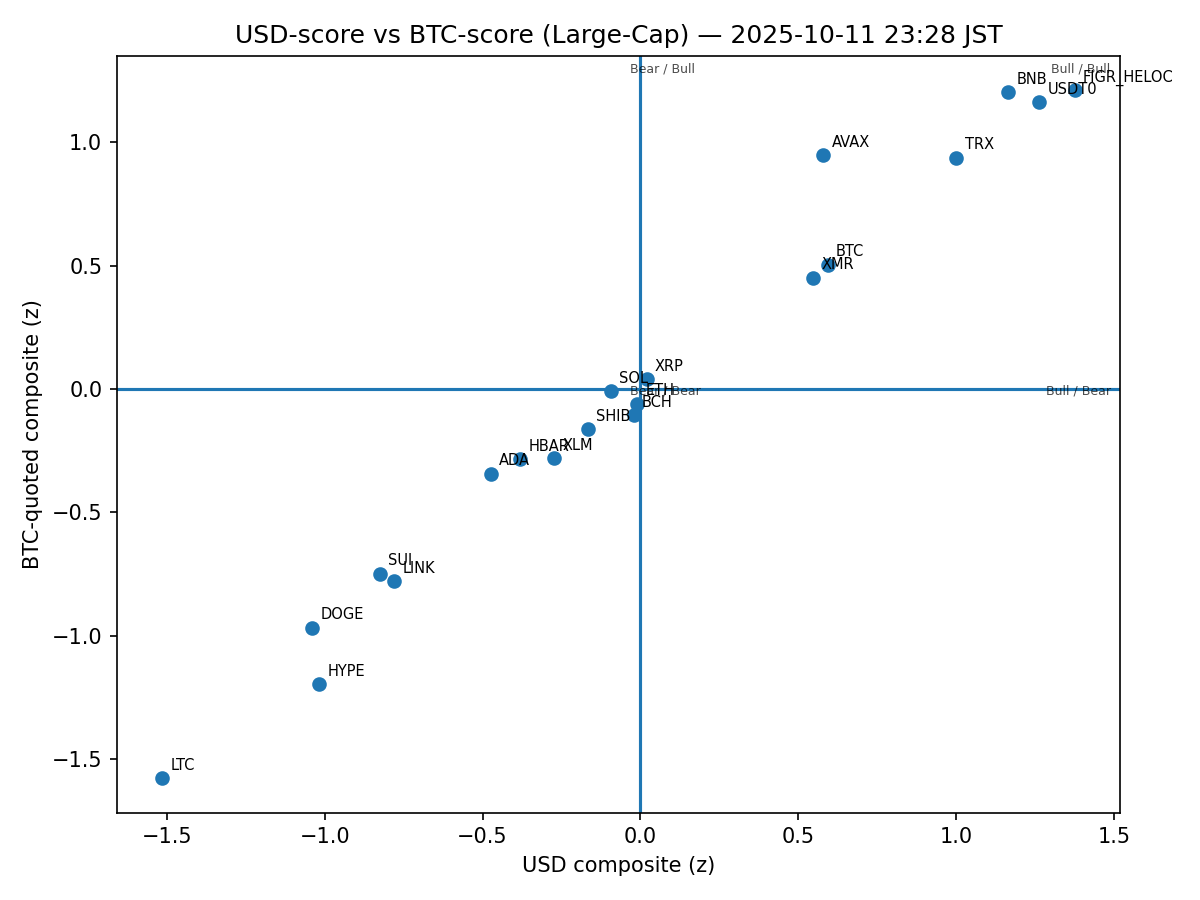 USD-score vs BTC-score (Large-Cap) — 2025-10-11 23:28 JST
Bear / Bull
Bull / Bull
FIGR_HELOC
BNB
USDT0
AVAX
TRX
BTC
XMR
XRP
SOL
ETH
Bear / Bear
Bull / Bear
BCH
SHIB
HBAR
XLM
ADA
SUI
LINK
DOGE
HYPE
LTC
1.0
0.5
0.0
−0.5
−1.0
−1.5
BTC-quoted composite (z)
−1.5
−1.0
−0.5
0.0
0.5
1.0
1.5
USD composite (z)